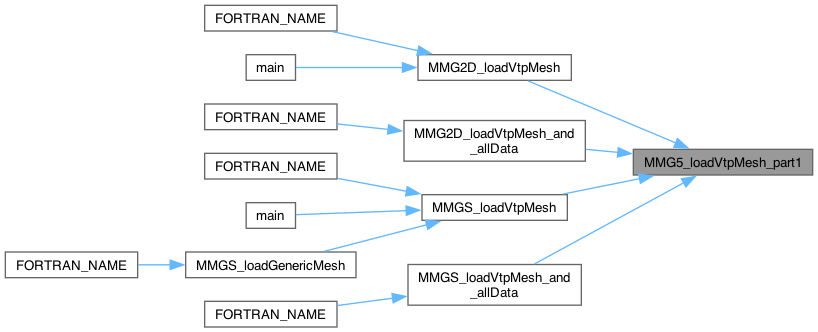 FORTRAN_NAME
main
MMG2D_loadVtpMesh
FORTRAN_NAME
MMG2D_loadVtpMesh_and
_allData
MMG5_loadVtpMesh_part1
FORTRAN_NAME
main
MMGS_loadVtpMesh
FORTRAN_NAME
MMGS_loadGenericMesh
MMGS_loadVtpMesh_and
_allData
FORTRAN_NAME